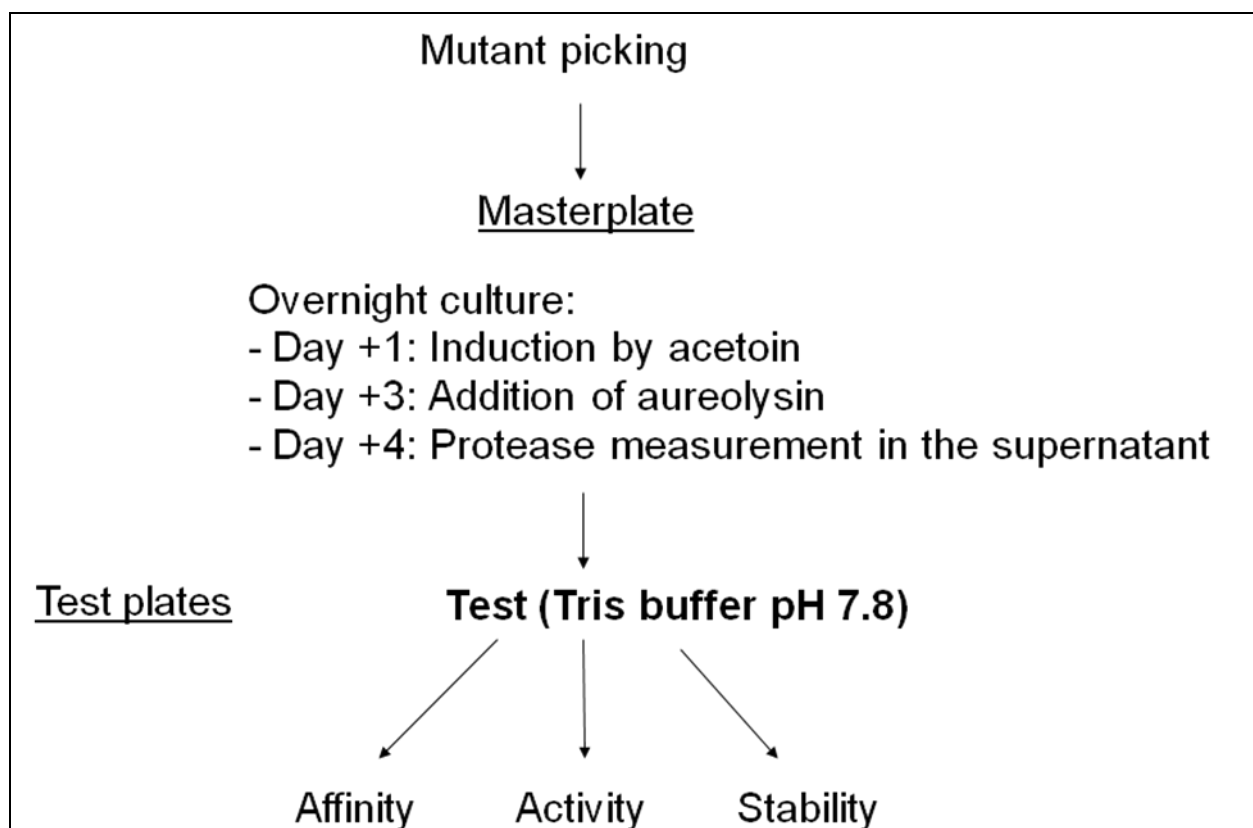 Mutant picking
Masterplate
Overnight culture:
- Day +1: Induction by acetoin
- Day +3: Addition of aureolysin
- Day +4: Protease measurement in the supernatant
Test plates
Test (Tris buffer pH 7.8)
Affinity
Activity
Stability